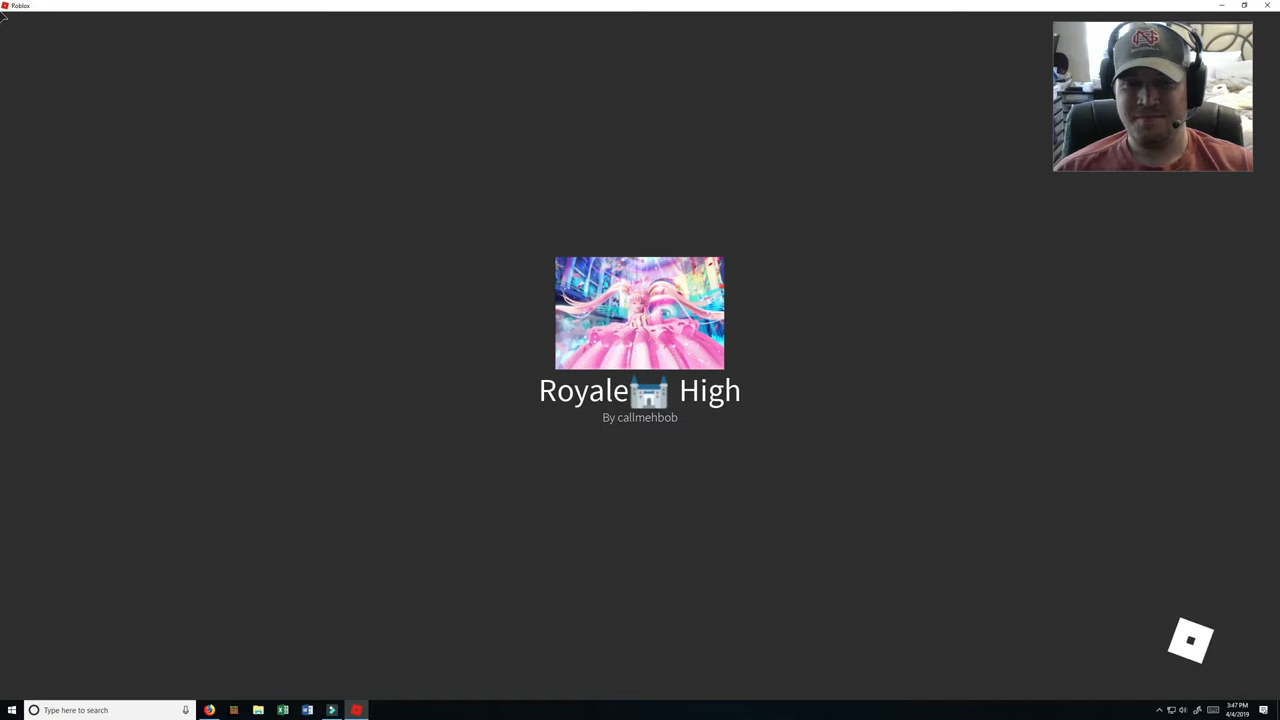 Roblox
Royale🏰 High
By callmehbob
Type here to search
3:47 PM
4/4/2019